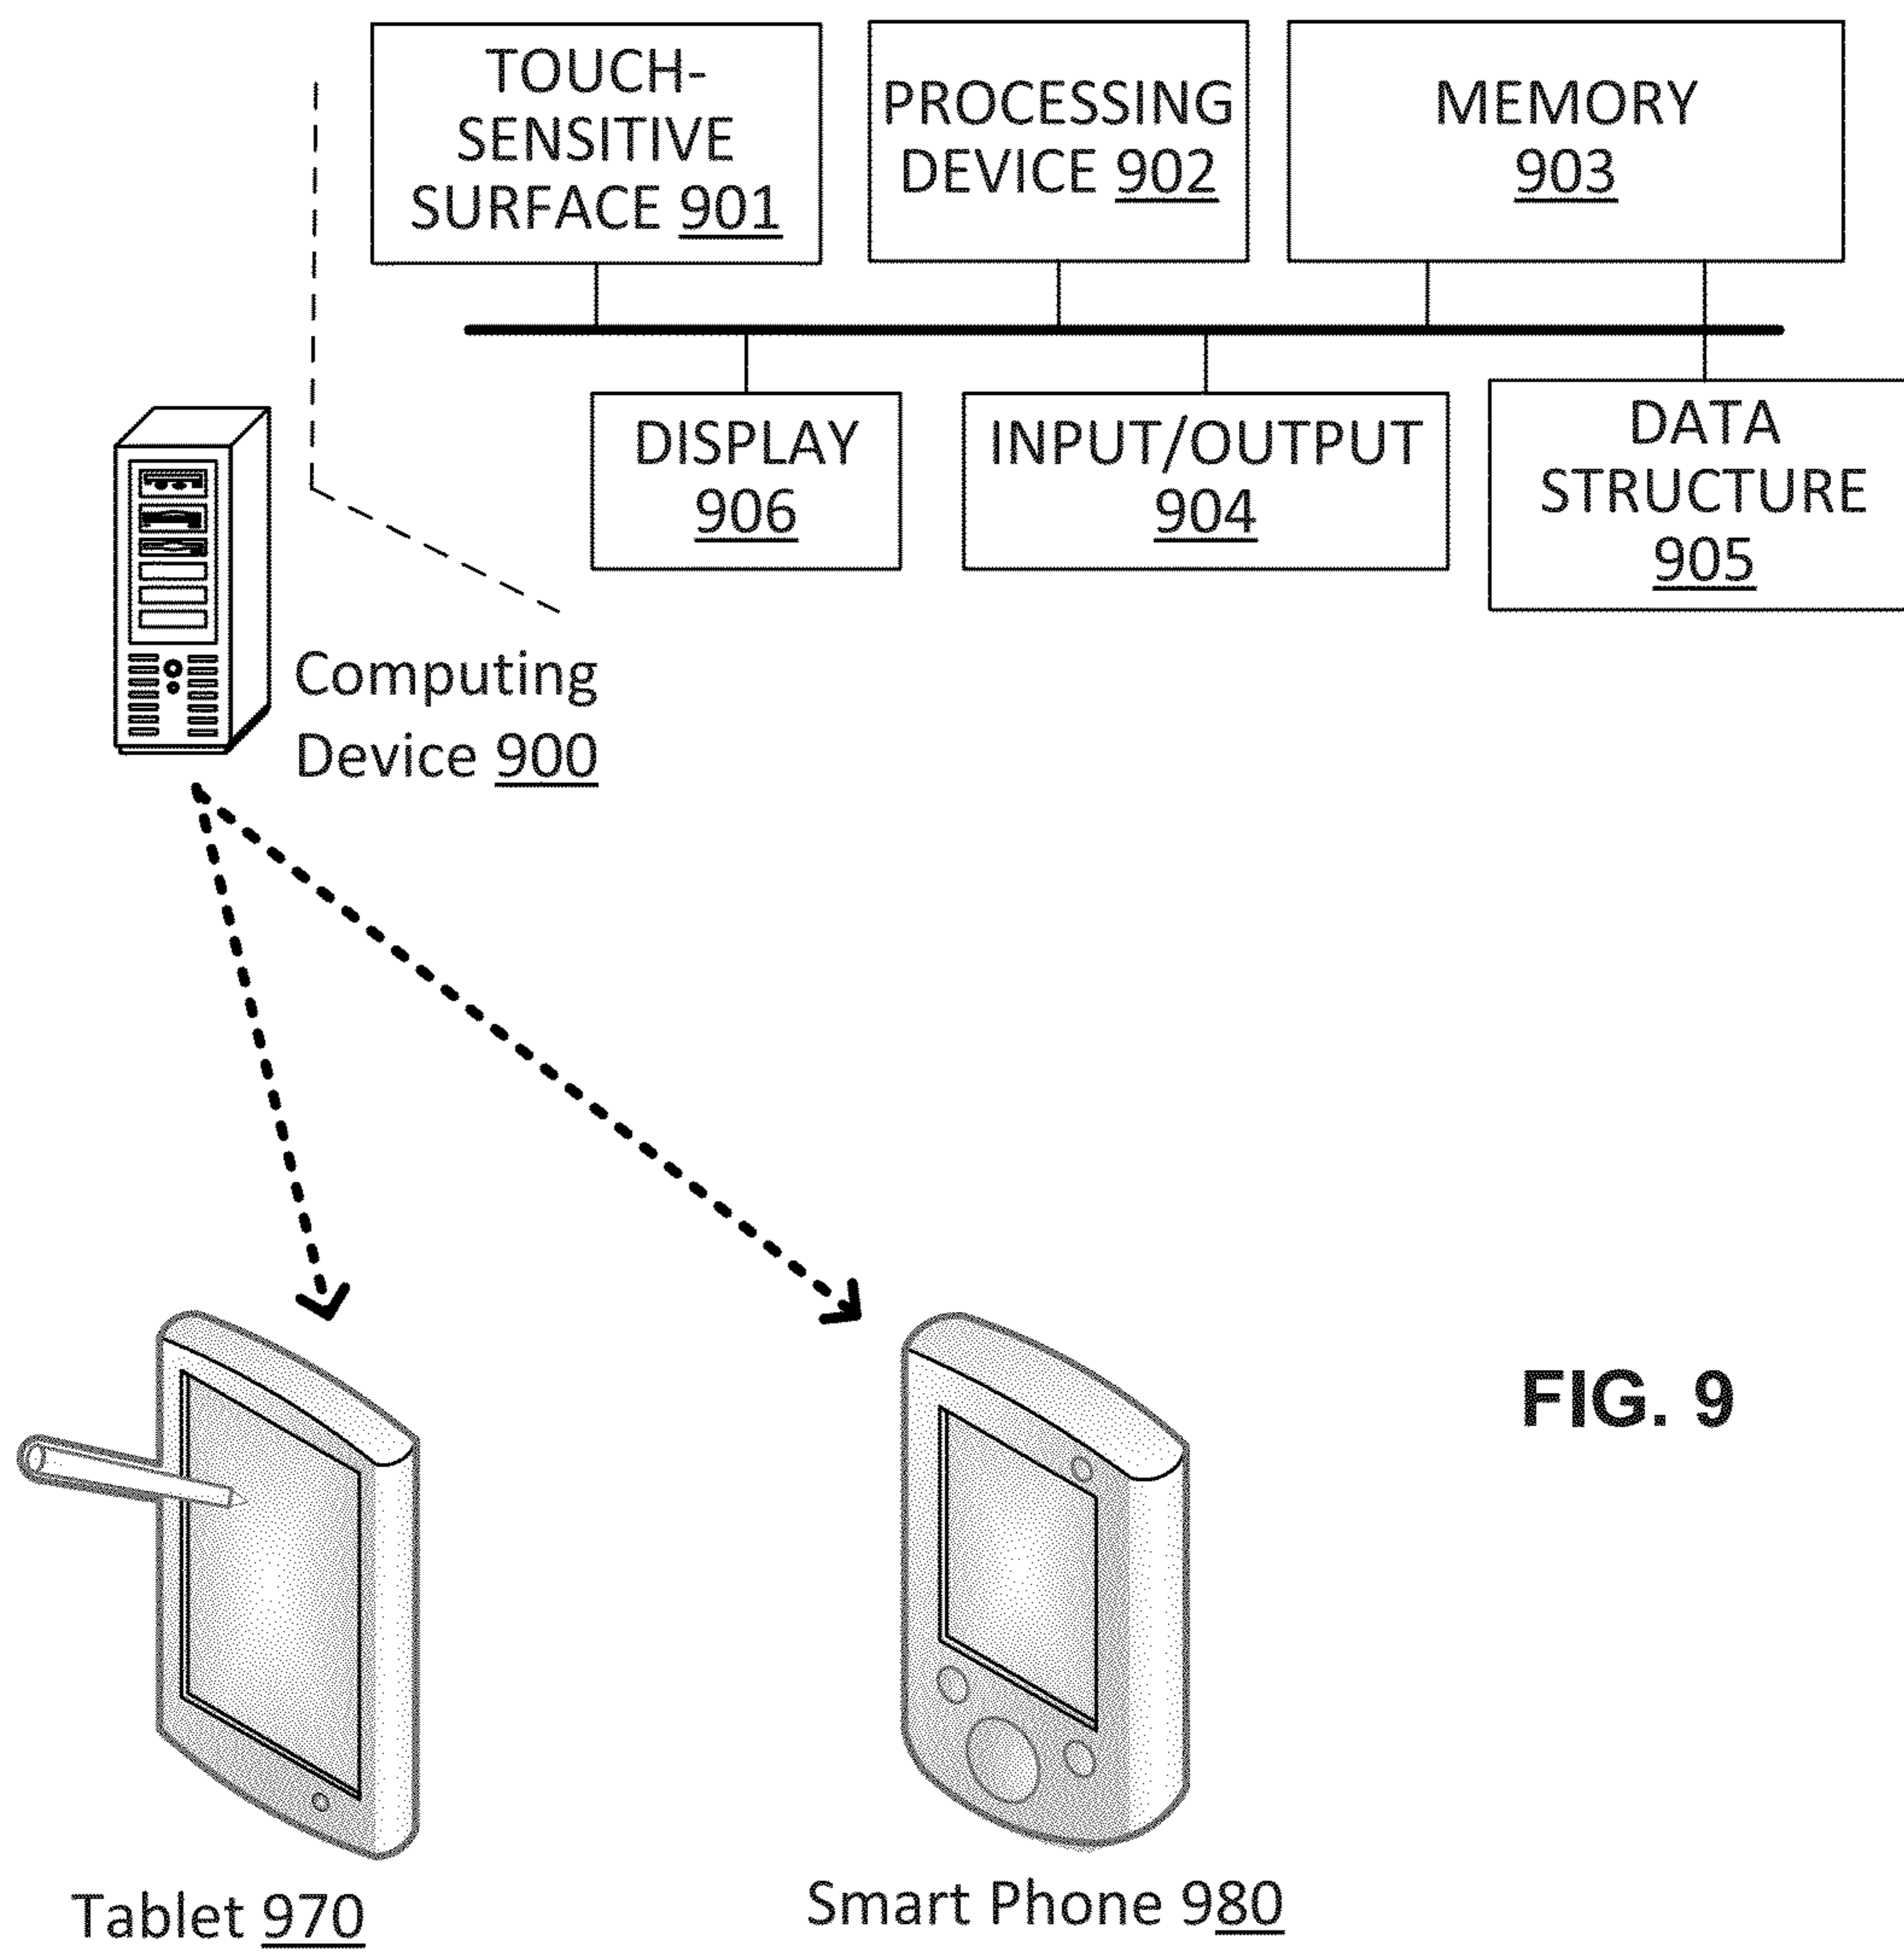 TOUCH-
SENSITIVE
SURFACE 901
PROCESSING
DEVICE 902
MEMORY
903
DISPLAY
906
INPUT/OUTPUT
904
DATA
STRUCTURE
905
Computing
Device 900
FIG. 9
Tablet 970
Smart Phone 980